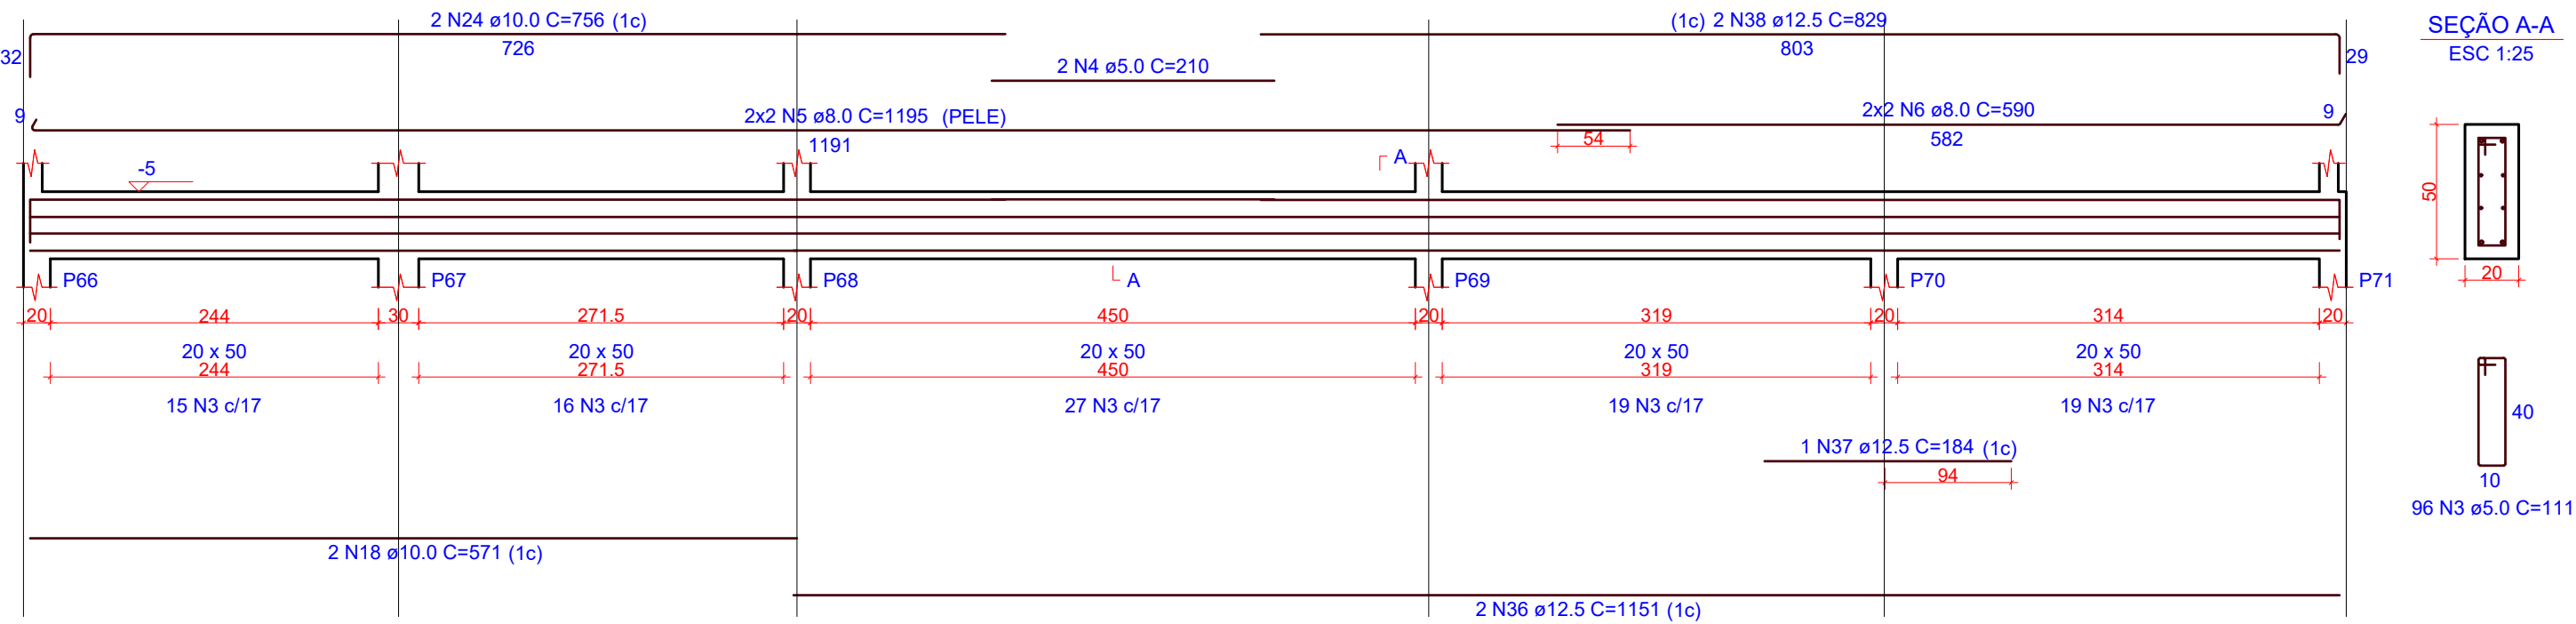 2 N24 ø10.0 C=756 (1c)
(1c) 2 N38 ø12.5 C=829
SEÇÃO A-A
726
803
ESC 1:25
32
29
2 N4 ø5.0 C=210
9
2x2 N5 ø8.0 C=1195 (PELE)
2x2 N6 ø8.0 C=590
9
1191
54
582
-5
A
50
P66
P67
P68
A
P69
P70
P71
20
20
244
30
271.5
20
450
20
319
20
314
20
20 x 50
20 x 50
20 x 50
20 x 50
20 x 50
244
271.5
450
319
314
15 N3 c/17
16 N3 c/17
27 N3 c/17
19 N3 c/17
19 N3 c/17
40
1 N37 ø12.5 C=184 (1c)
94
10
96 N3 ø5.0 C=111
2 N18 ø10.0 C=571 (1c)
2 N36 ø12.5 C=1151 (1c)